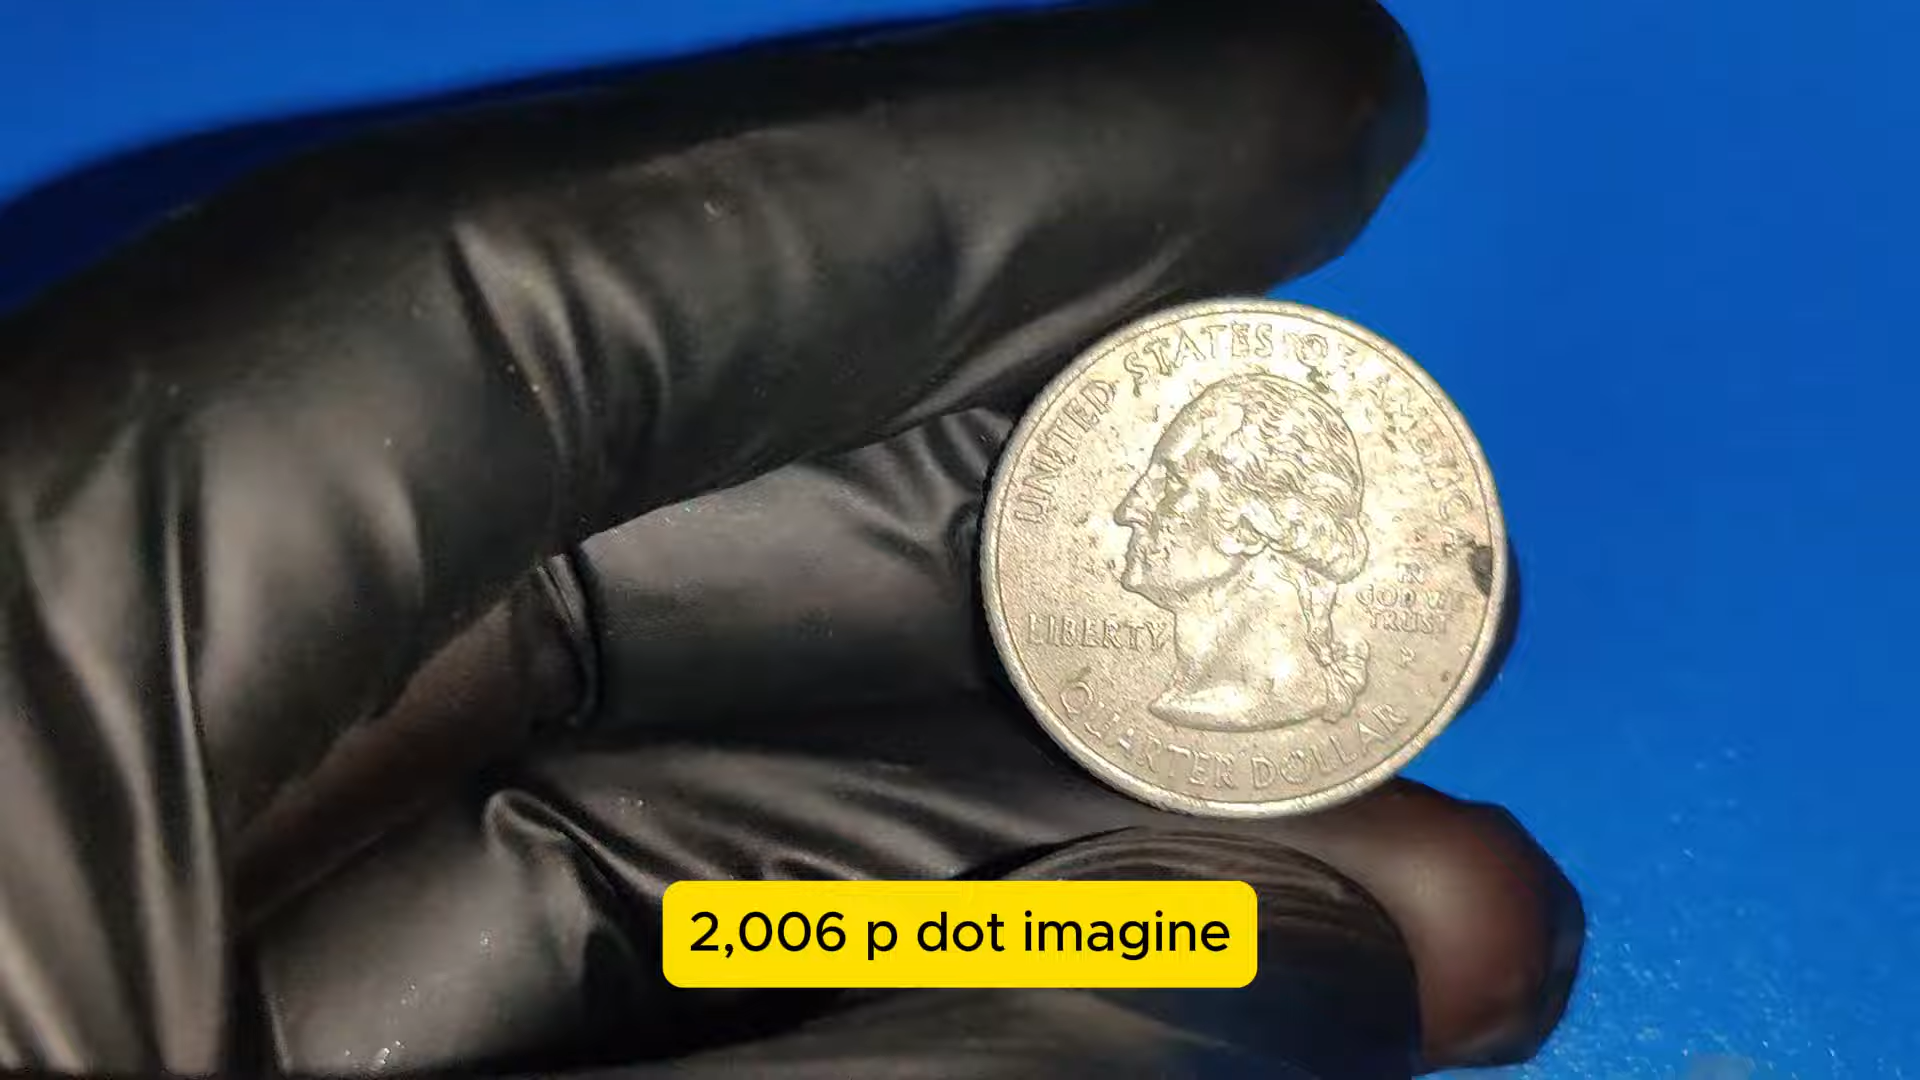 UNITED STATES OF AMERICA
LIBERTY
IN
GOD WE
TRUST
P
QUARTER DOLLAR
2,006 p dot imagine